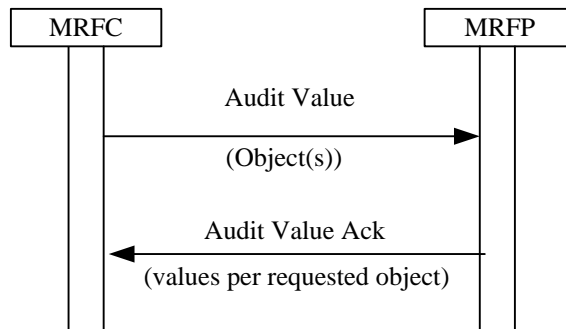 MRFC
MRFP
Audit Value
(Object(s))
Audit Value Ack
(values per requested object)